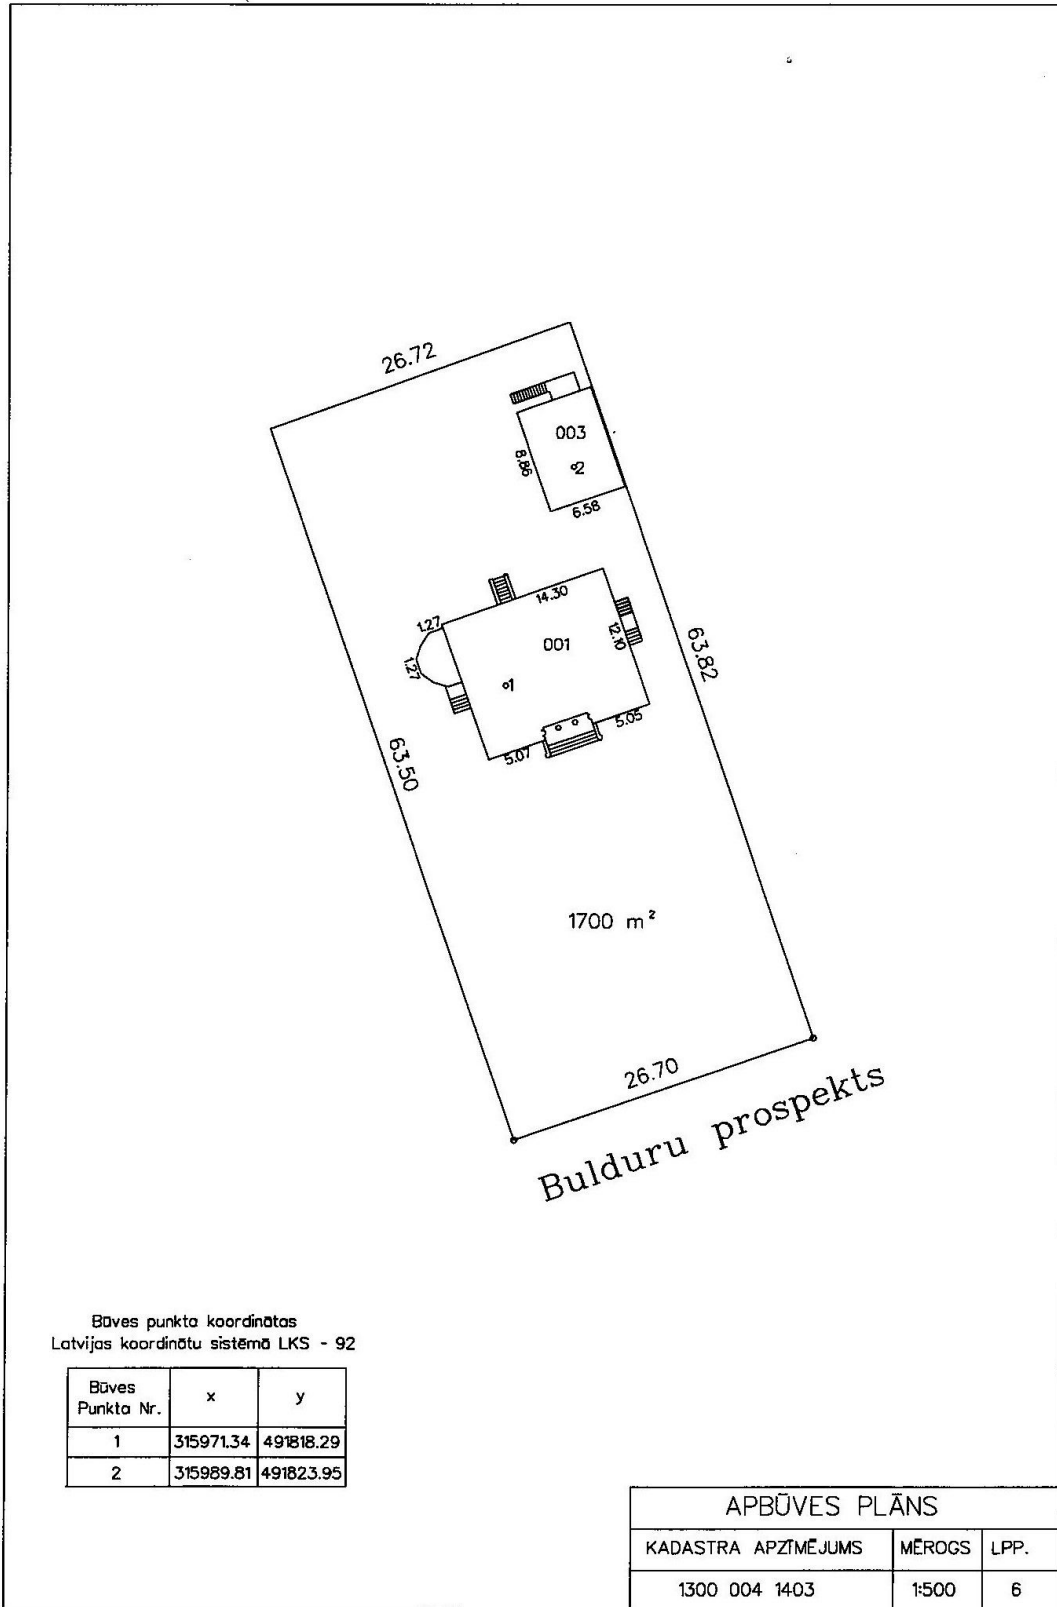 26.72
003
2
8.86
6.58
14.30
1.27
001
12.10
1.27
63.82
1
5.05
5.07
63.50
1700 m²
26.70
Bulduru prospekts
Būves punkta koordinātas
Latvijas koordinātu sistēmā LKS - 92
Būves Punkta Nr. x y
1 315971.34 491818.29
2 315989.81 491823.95
APBŪVES PLĀNS
KADASTRA APZĪMĒJUMS MĒROGS LPP.
1300 004 1403 1:500 6